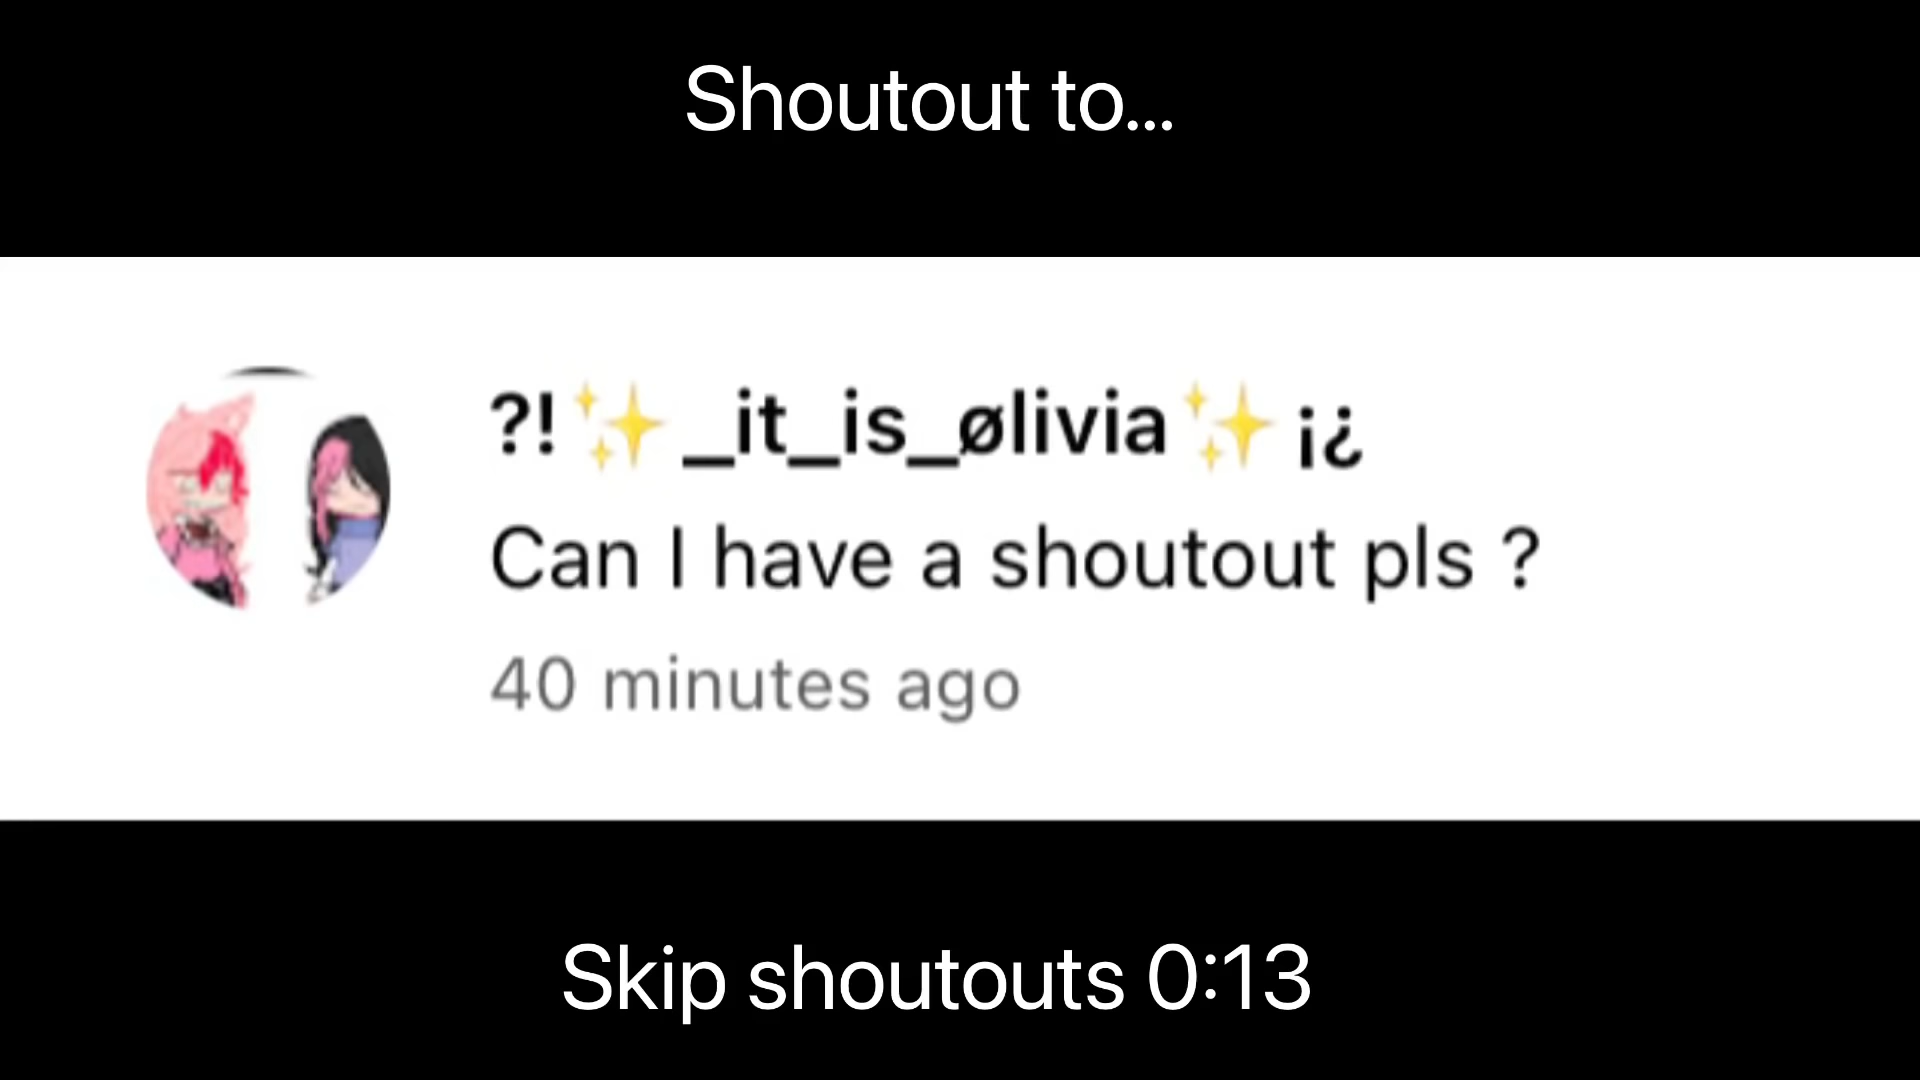 Shoutout to...
?!✨_it_is_ølivia✨¡¿
Can I have a shoutout pls ?
40 minutes ago
Skip shoutouts 0:13